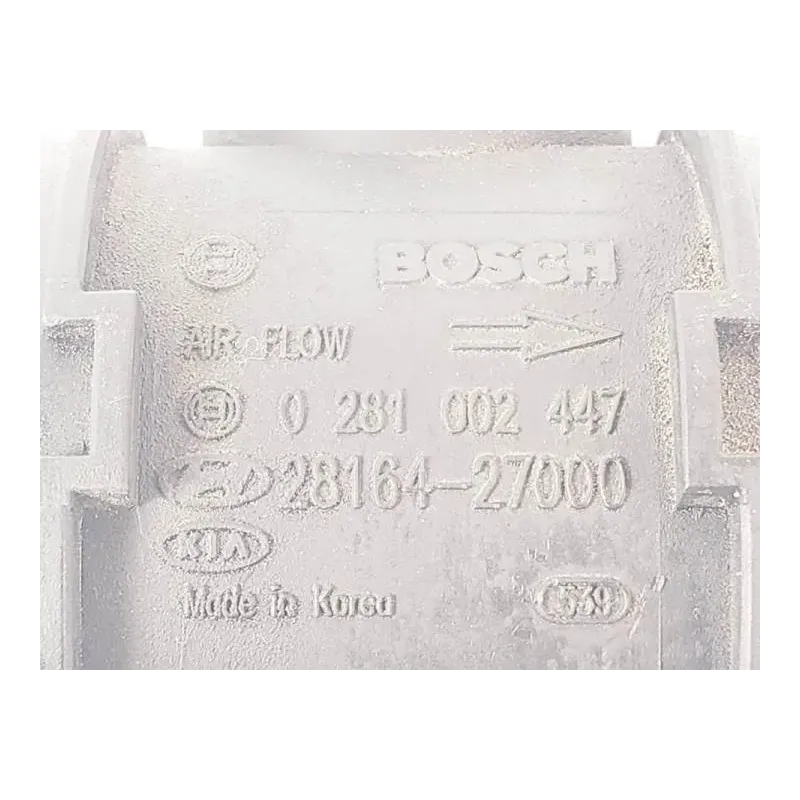 BOSCH
AIR FLOW
0 281 002 447
28164-27000
KIA
Made in Korea 539